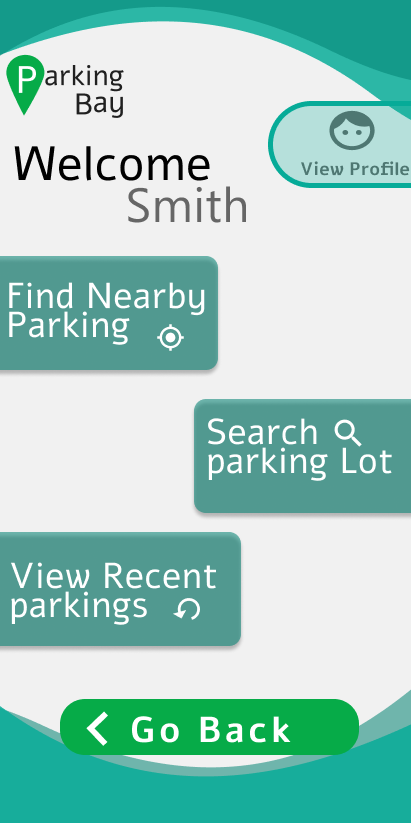 Parking
Bay
Welcome
Smith
View Profile
Find Nearby
Parking
Search
parking Lot
View Recent
parkings
Go Back